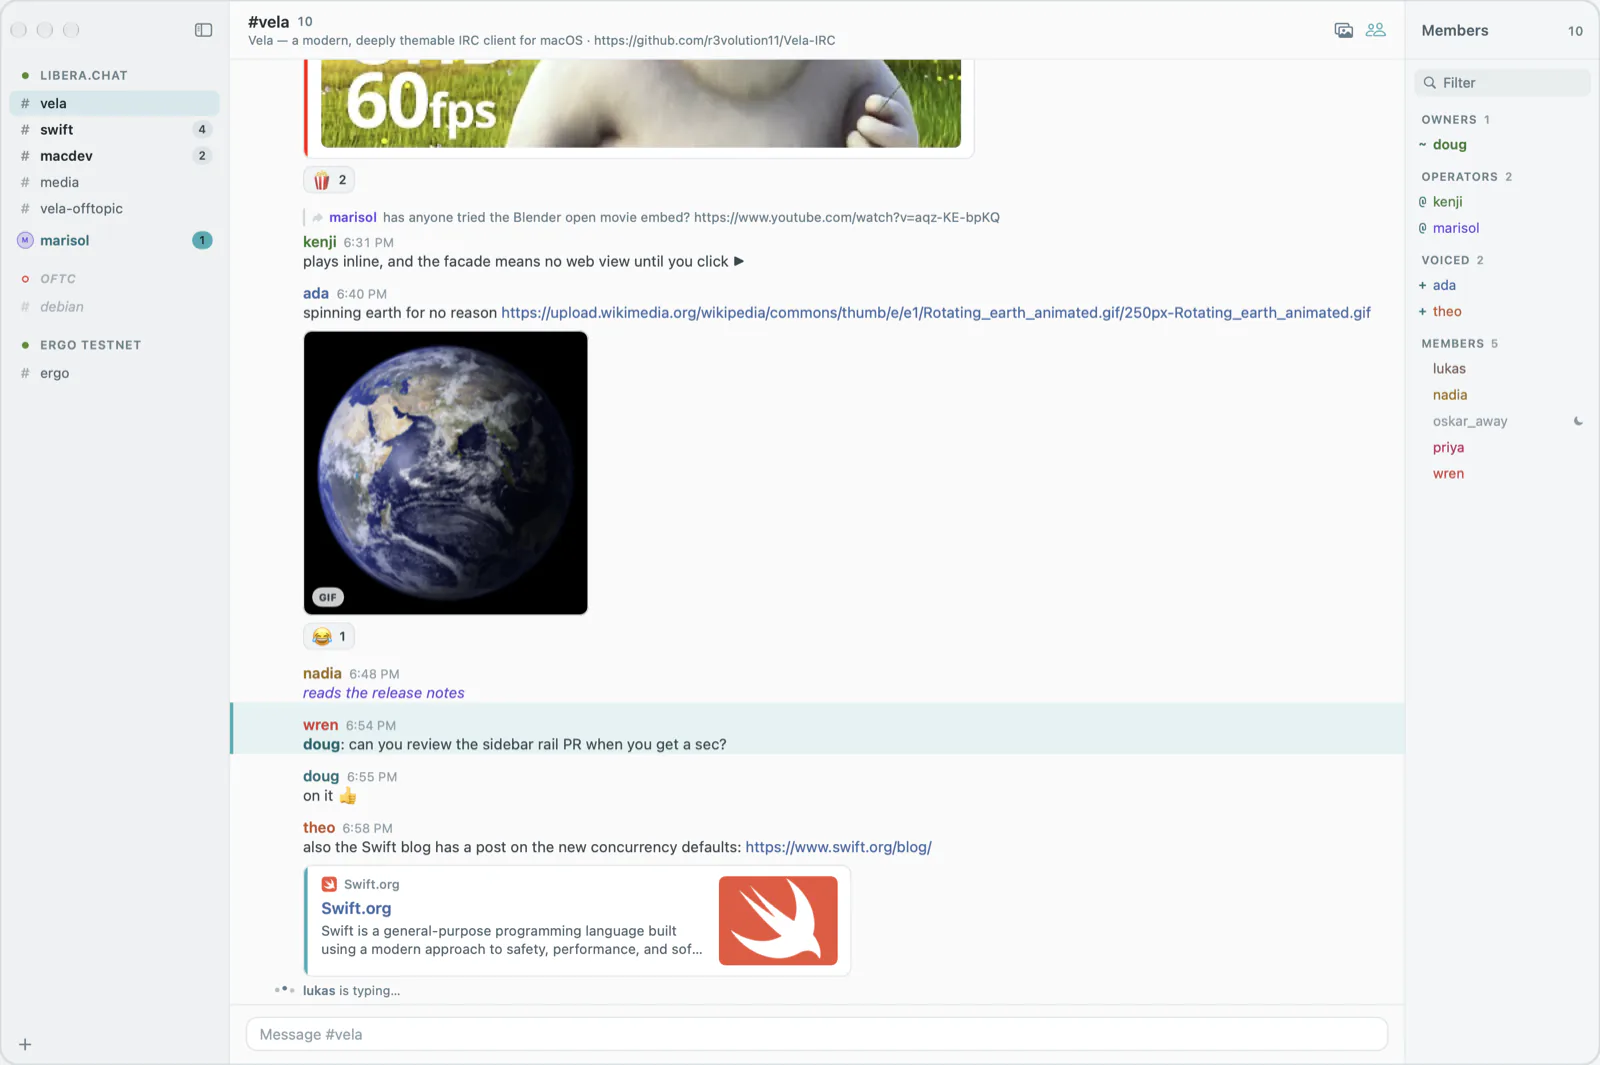 LIBERA.CHAT
# vela
# swift 4
# macdev 2
# media
# vela-offtopic
M marisol 1
OFTC
# debian
ERGO TESTNET
# ergo
+
#vela 10
Vela — a modern, deeply themable IRC client for macOS · https://github.com/r3volution11/Vela-IRC
60fps
2
marisol has anyone tried the Blender open movie embed? https://www.youtube.com/watch?v=aqz-KE-bpKQ
kenji 6:31 PM
plays inline, and the facade means no web view until you click ▶
ada 6:40 PM
spinning earth for no reason https://upload.wikimedia.org/wikipedia/commons/thumb/e/e1/Rotating_earth_animated.gif/250px-Rotating_earth_animated.gif
GIF
😂 1
nadia 6:48 PM
reads the release notes
wren 6:54 PM
doug: can you review the sidebar rail PR when you get a sec?
doug 6:55 PM
on it 👍
theo 6:58 PM
also the Swift blog has a post on the new concurrency defaults: https://www.swift.org/blog/
Swift.org
Swift.org
Swift is a general-purpose programming language built
using a modern approach to safety, performance, and sof...
lukas is typing...
Message #vela
Members 10
Filter
OWNERS 1
~ doug
OPERATORS 2
@ kenji
@ marisol
VOICED 2
+ ada
+ theo
MEMBERS 5
lukas
nadia
oskar_away
priya
wren